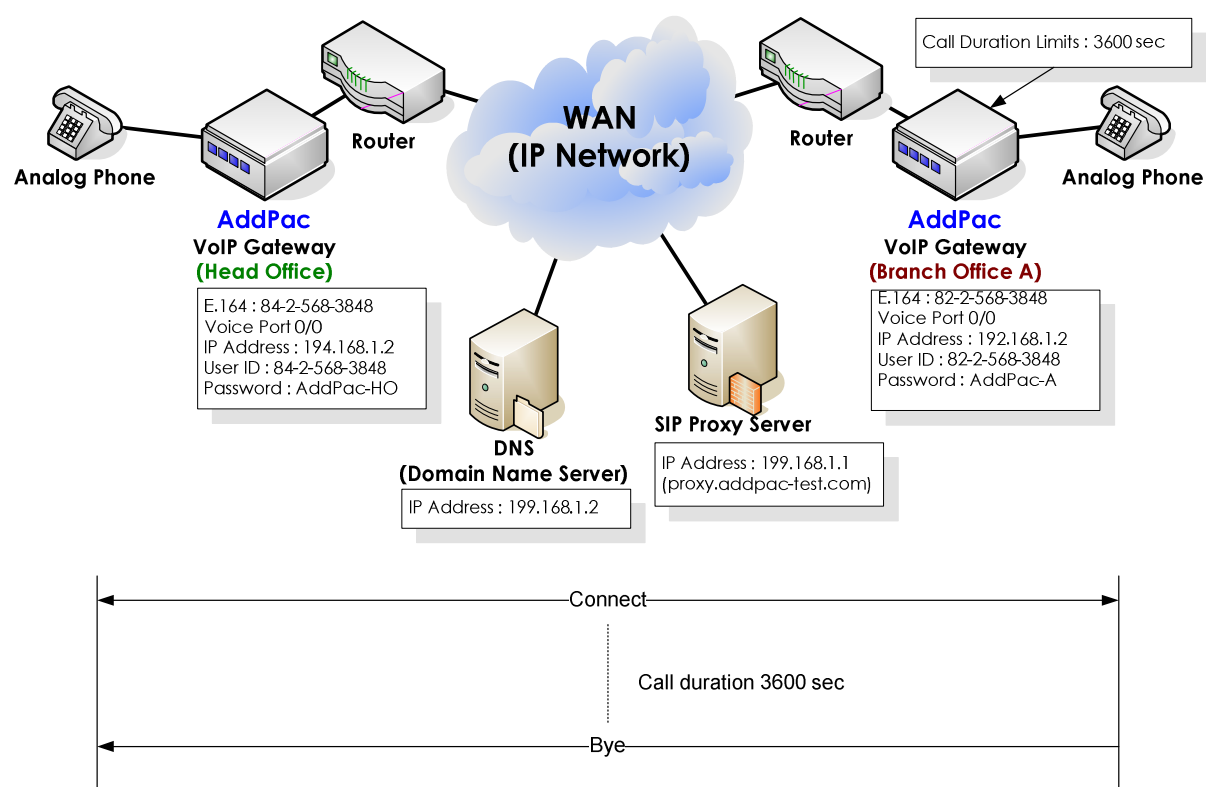 Call Duration Limits : 3600 sec
WAN
(IP Network)
Router
Router
Analog Phone
Analog Phone
AddPac
VoIP Gateway
(Head Office)
E.164 : 84-2-568-3848
Voice Port 0/0
IP Address : 194.168.1.2
User ID : 84-2-568-3848
Password : AddPac-HO
AddPac
VoIP Gateway
(Branch Office A)
E.164 : 82-2-568-3848
Voice Port 0/0
IP Address : 192.168.1.2
User ID : 82-2-568-3848
Password : AddPac-A
DNS
(Domain Name Server)
IP Address : 199.168.1.2
SIP Proxy Server
IP Address : 199.168.1.1
(proxy.addpac-test.com)
Connect
Call duration 3600 sec
Bye